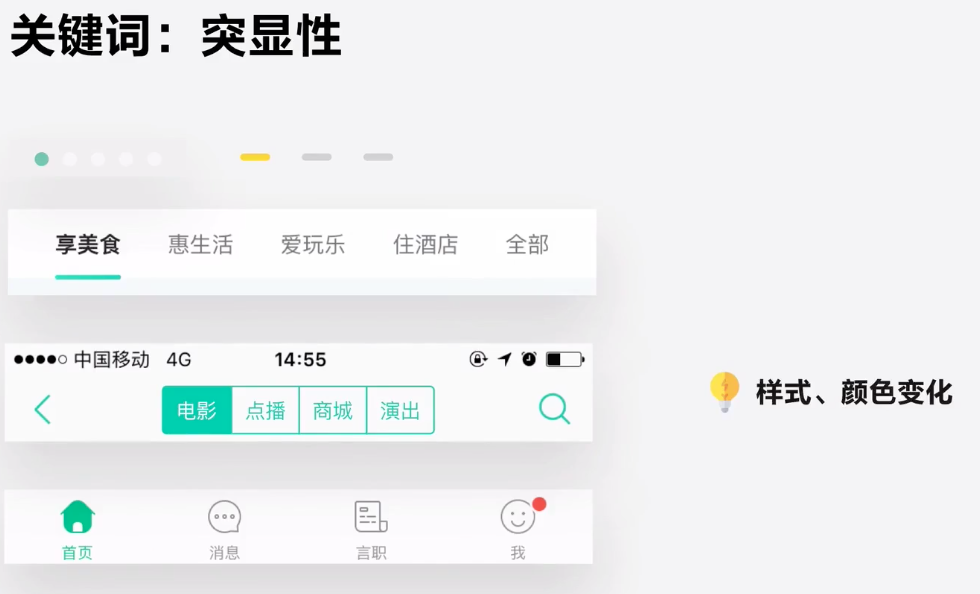 关键词：突显性
享美食 惠生活 爱玩乐 住酒店 全部
中国移动 4G 14:55
电影 点播 商城 演出
样式、颜色变化
首页 消息 言职 我